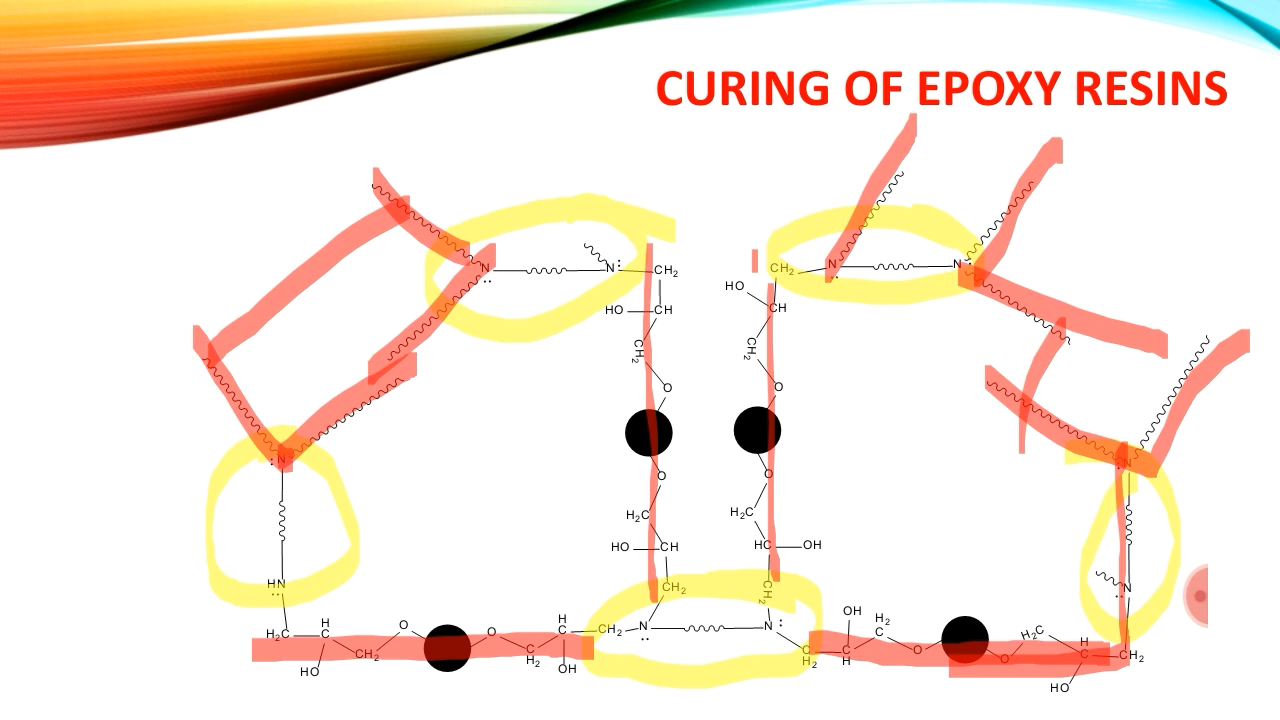 CURING OF EPOXY RESINS
N N: CH2 CH2 N N:
HO CH HO CH
CH2 CH2
O O
O O
H2C H2C
HO CH HC OH
N: N:
CH2 CH2
HN N
H2C H O O H CH2 N N: OH H2 H2C H CH2
CH2 C H2 C H2 H C O O
HO OH HO